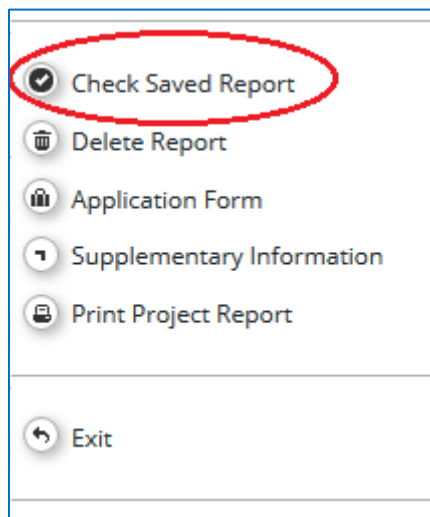 Check Saved Report
Delete Report
Application Form
Supplementary Information
Print Project Report
Exit